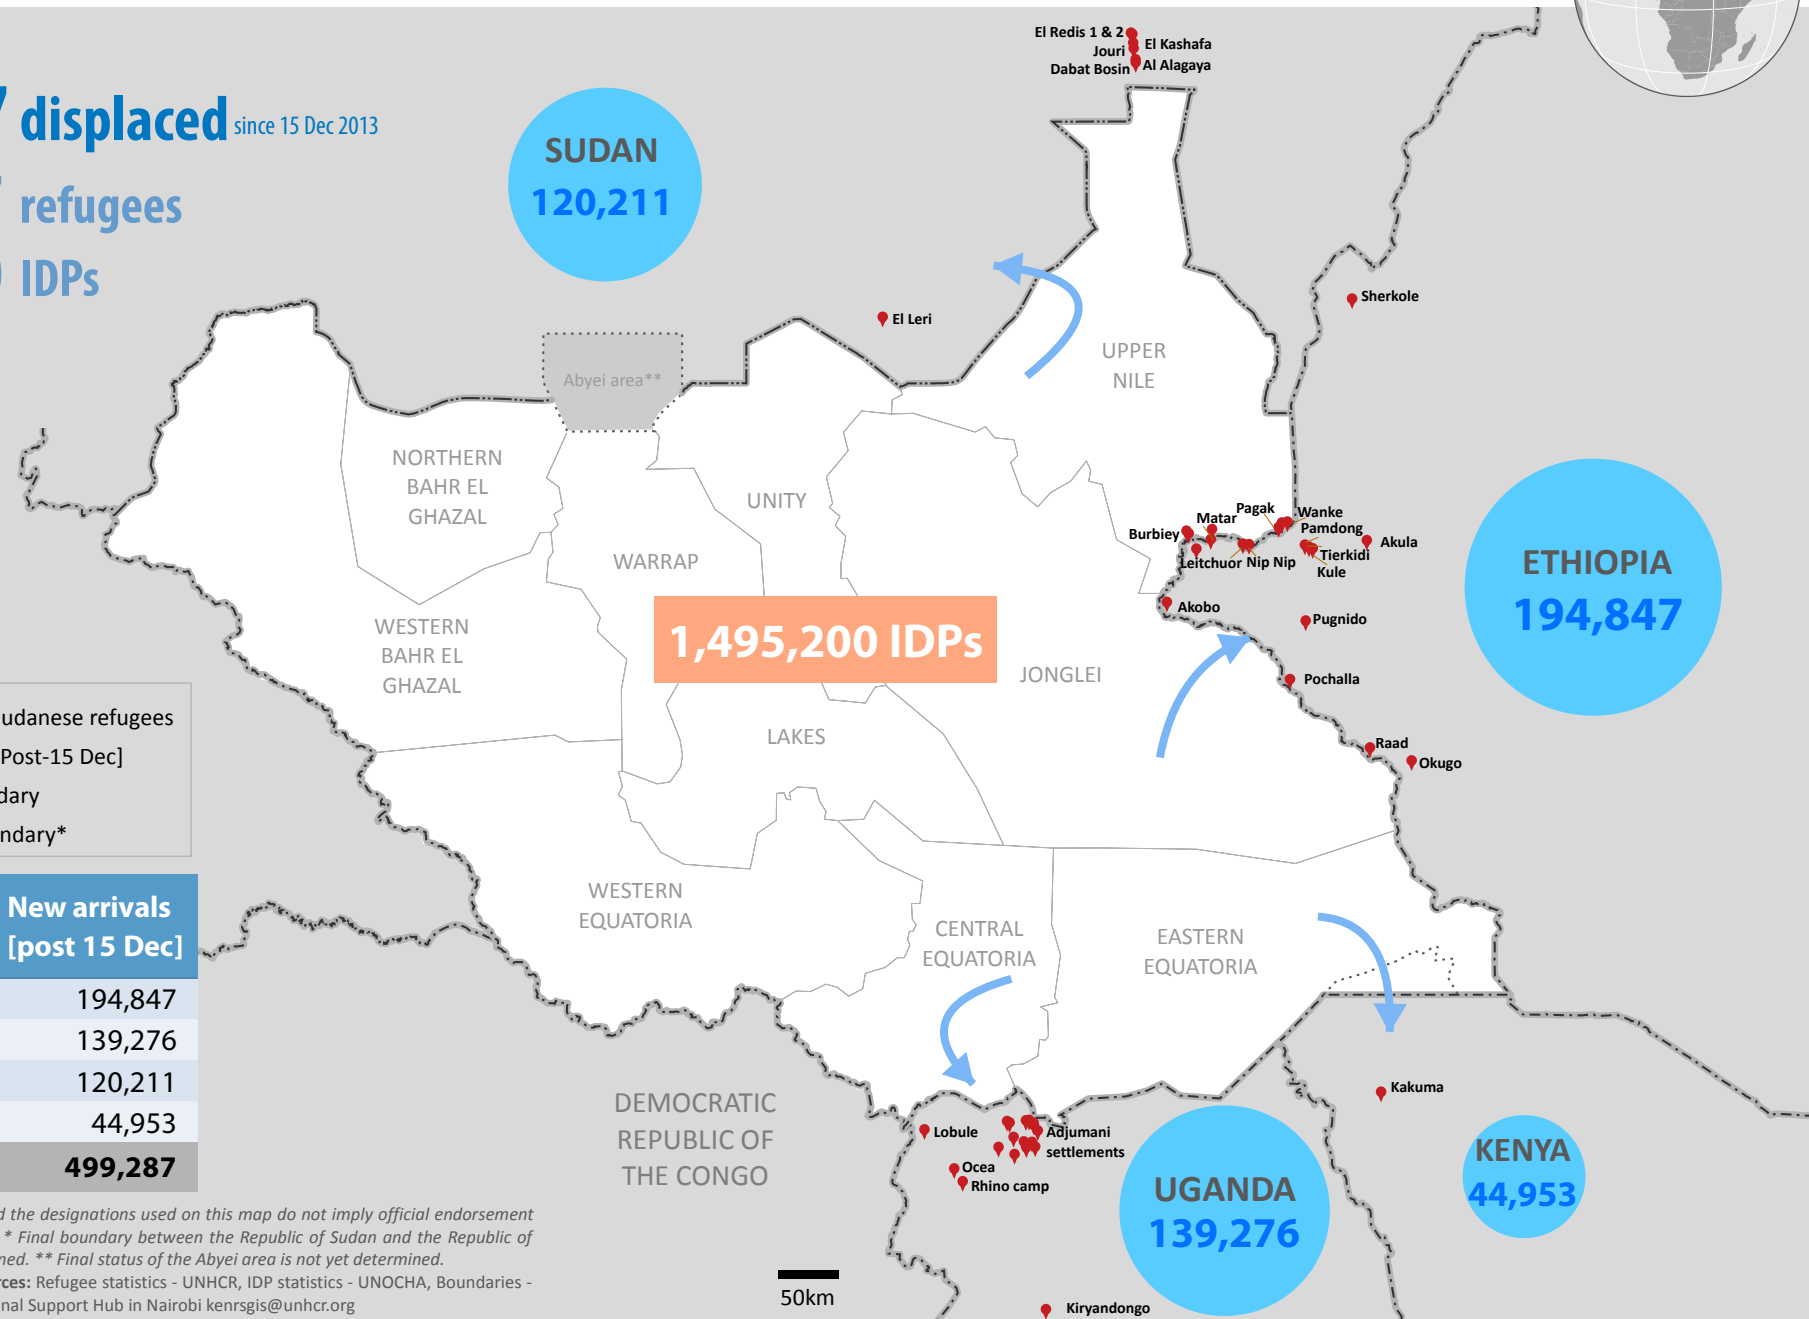 displaced since 15 Dec 2013
refugees
IDPs
El Redis 1 & 2
Jouri
El Kashafa
Dabat Bosin
Al Alagaya
SUDAN
120,211
El Leri
Sherkole
UPPER
NILE
Abyei area**
NORTHERN
BAHR EL
GHAZAL
UNITY
WARRAP
Pagak
Wanke
Matar
Pamdong
Burbiey
Akula
Tierkidi
Leitchuor
Nip Nip
Kule
ETHIOPIA
194,847
Akobo
Pugnido
WESTERN
BAHR EL
GHAZAL
1,495,200 IDPs
JONGLEI
Pochalla
LAKES
Raad
Okugo
udanese refugees
Post-15 Dec]
dary
ndary*
WESTERN
EQUATORIA
CENTRAL
EQUATORIA
EASTERN
EQUATORIA
New arrivals
[post 15 Dec]
194,847
139,276
120,211
44,953
499,287
DEMOCRATIC
REPUBLIC OF
THE CONGO
Kakuma
Lobule
Adjumani
settlements
Ocea
Rhino camp
UGANDA
139,276
KENYA
44,953
d the designations used on this map do not imply official endorsement
* Final boundary between the Republic of Sudan and the Republic of
ned. ** Final status of the Abyei area is not yet determined.
rces: Refugee statistics - UNHCR, IDP statistics - UNOCHA, Boundaries -
nal Support Hub in Nairobi kenrsgis@unhcr.org
50km
Kiryandongo